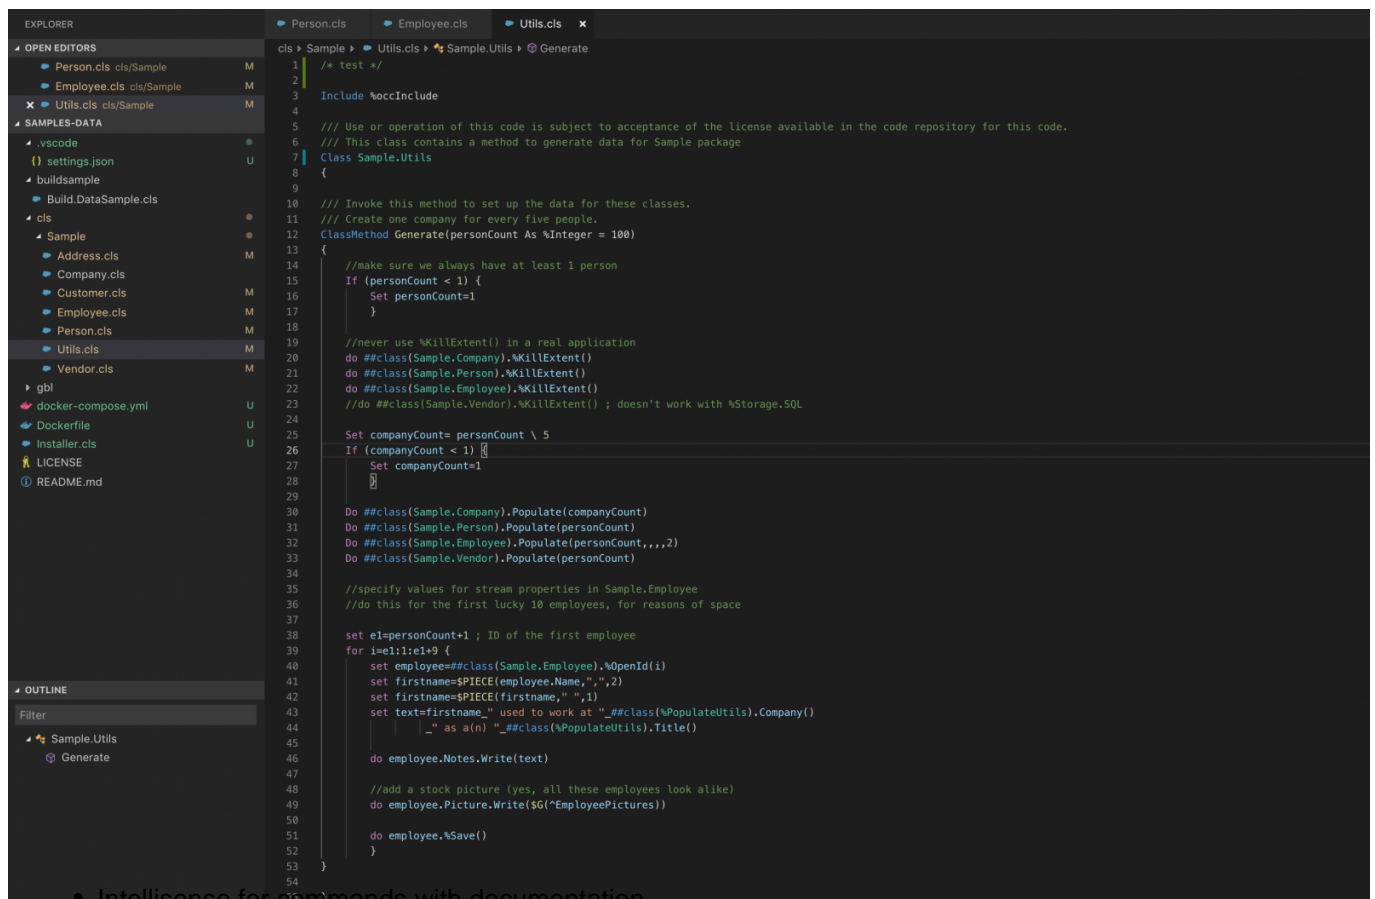 EXPLORER
OPEN EDITORS
Person.cls cls/Sample M
Employee.cls cls/Sample M
Utils.cls cls/Sample M
SAMPLES-DATA
.vscode
{} settings.json U
buildsample
Build.DataSample.cls
cls
Sample
Address.cls M
Company.cls
Customer.cls M
Employee.cls M
Person.cls M
Utils.cls M
Vendor.cls M
gbl
docker-compose.yml U
Dockerfile U
Installer.cls U
LICENSE
README.md
OUTLINE
Filter
Sample.Utils
Generate
Person.cls Employee.cls Utils.cls
cls Sample Utils.cls Sample.Utils Generate
1 /* test */
2
3 Include %occInclude
4
5 /// Use or operation of this code is subject to acceptance of the license available in the code repository for this code.
6 /// This class contains a method to generate data for Sample package
7 Class Sample.Utils
8 {
9
10 /// Invoke this method to set up the data for these classes.
11 /// Create one company for every five people.
12 ClassMethod Generate(personCount As %Integer = 100)
13 {
14 //make sure we always have at least 1 person
15 If (personCount < 1) {
16 Set personCount=1
17 }
18
19 //never use %KillExtent() in a real application
20 do ##class(Sample.Company).%KillExtent()
21 do ##class(Sample.Person).%KillExtent()
22 do ##class(Sample.Employee).%KillExtent()
23 //do ##class(Sample.Vendor).%KillExtent() ; doesn't work with %Storage.SQL
24
25 Set companyCount= personCount \ 5
26 If (companyCount < 1) {
27 Set companyCount=1
28 }
29
30 Do ##class(Sample.Company).Populate(companyCount)
31 Do ##class(Sample.Person).Populate(personCount)
32 Do ##class(Sample.Employee).Populate(personCount,,,,2)
33 Do ##class(Sample.Vendor).Populate(personCount)
34
35 //specify values for stream properties in Sample.Employee
36 //do this for the first lucky 10 employees, for reasons of space
37
38 set e1=personCount+1 ; ID of the first employee
39 for i=e1:1:e1+9 {
40 set employee=##class(Sample.Employee).%OpenId(i)
41 set firstname=$PIECE(employee.Name,",",2)
42 set firstname=$PIECE(firstname," ",1)
43 set text=firstname_" used to work at "_##class(%PopulateUtils).Company()
44 _" as a(n) "_##class(%PopulateUtils).Title()
45
46 do employee.Notes.Write(text)
47
48 //add a stock picture (yes, all these employees look alike)
49 do employee.Picture.Write($G(^EmployeePictures))
50
51 do employee.%Save()
52 }
53 }
54
• Intellisense for commands with documentation